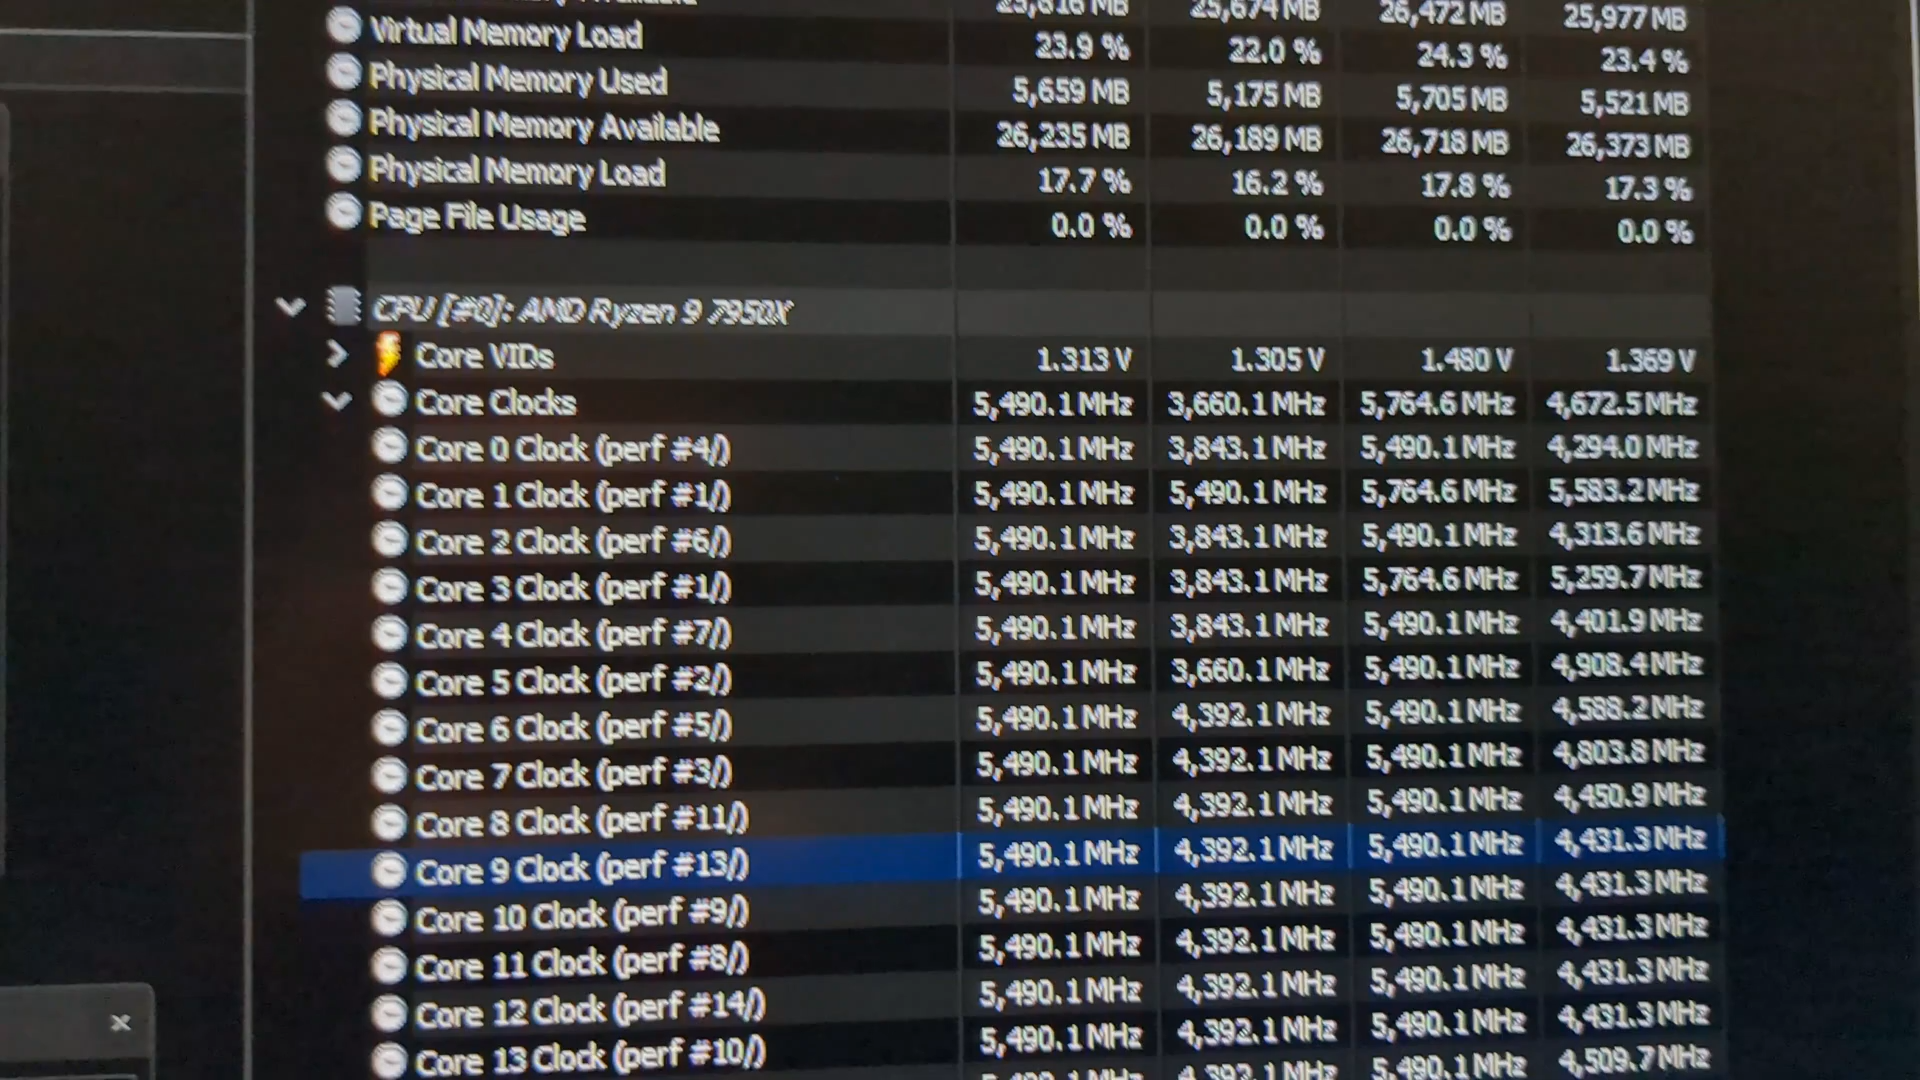 25,674 MB 26,472 MB 25,977 MB
Virtual Memory Load 23.9 % 22.0 % 24.3 % 23.4 %
Physical Memory Used 5,659 MB 5,175 MB 5,705 MB 5,521 MB
Physical Memory Available 26,235 MB 26,189 MB 26,718 MB 26,373 MB
Physical Memory Load 17.7 % 16.2 % 17.8 % 17.3 %
Page File Usage 0.0 % 0.0 % 0.0 % 0.0 %
CPU [#0]: AMD Ryzen 9 7950X
Core VIDs 1.313 V 1.305 V 1.480 V 1.369 V
Core Clocks 5,490.1 MHz 3,660.1 MHz 5,764.6 MHz 4,672.5 MHz
Core 0 Clock (perf #4/) 5,490.1 MHz 3,843.1 MHz 5,490.1 MHz 4,294.0 MHz
Core 1 Clock (perf #1/) 5,490.1 MHz 5,490.1 MHz 5,764.6 MHz 5,583.2 MHz
Core 2 Clock (perf #6/) 5,490.1 MHz 3,843.1 MHz 5,490.1 MHz 4,313.6 MHz
Core 3 Clock (perf #1/) 5,490.1 MHz 3,843.1 MHz 5,764.6 MHz 5,259.7 MHz
Core 4 Clock (perf #7/) 5,490.1 MHz 3,843.1 MHz 5,490.1 MHz 4,401.9 MHz
Core 5 Clock (perf #2/) 5,490.1 MHz 3,660.1 MHz 5,490.1 MHz 4,908.4 MHz
Core 6 Clock (perf #5/) 5,490.1 MHz 4,392.1 MHz 5,490.1 MHz 4,588.2 MHz
Core 7 Clock (perf #3/) 5,490.1 MHz 4,392.1 MHz 5,490.1 MHz 4,803.8 MHz
Core 8 Clock (perf #11/) 5,490.1 MHz 4,392.1 MHz 5,490.1 MHz 4,450.9 MHz
Core 9 Clock (perf #13/) 5,490.1 MHz 4,392.1 MHz 5,490.1 MHz 4,431.3 MHz
Core 10 Clock (perf #9/) 5,490.1 MHz 4,392.1 MHz 5,490.1 MHz 4,431.3 MHz
Core 11 Clock (perf #8/) 5,490.1 MHz 4,392.1 MHz 5,490.1 MHz 4,431.3 MHz
Core 12 Clock (perf #14/) 5,490.1 MHz 4,392.1 MHz 5,490.1 MHz 4,431.3 MHz
Core 13 Clock (perf #10/) 5,490.1 MHz 4,392.1 MHz 5,490.1 MHz 4,431.3 MHz
5,490.1 MHz 4,509.7 MHz